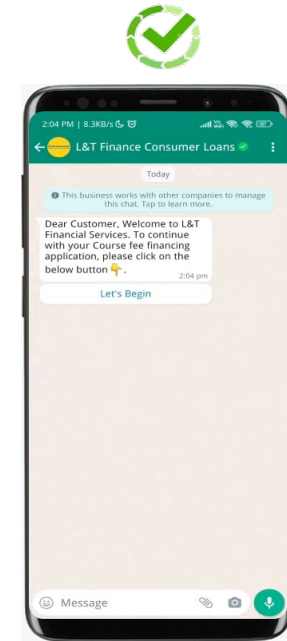 2:04 PM | 8.3KB/s
L&T Finance Consumer Loans
Today
This business works with other companies to manage
this chat. Tap to learn more.
Dear Customer, Welcome to L&T
Financial Services. To continue
with your Course fee financing
application, please click on the
below button 👇.
2:04 pm
Let's Begin
Message